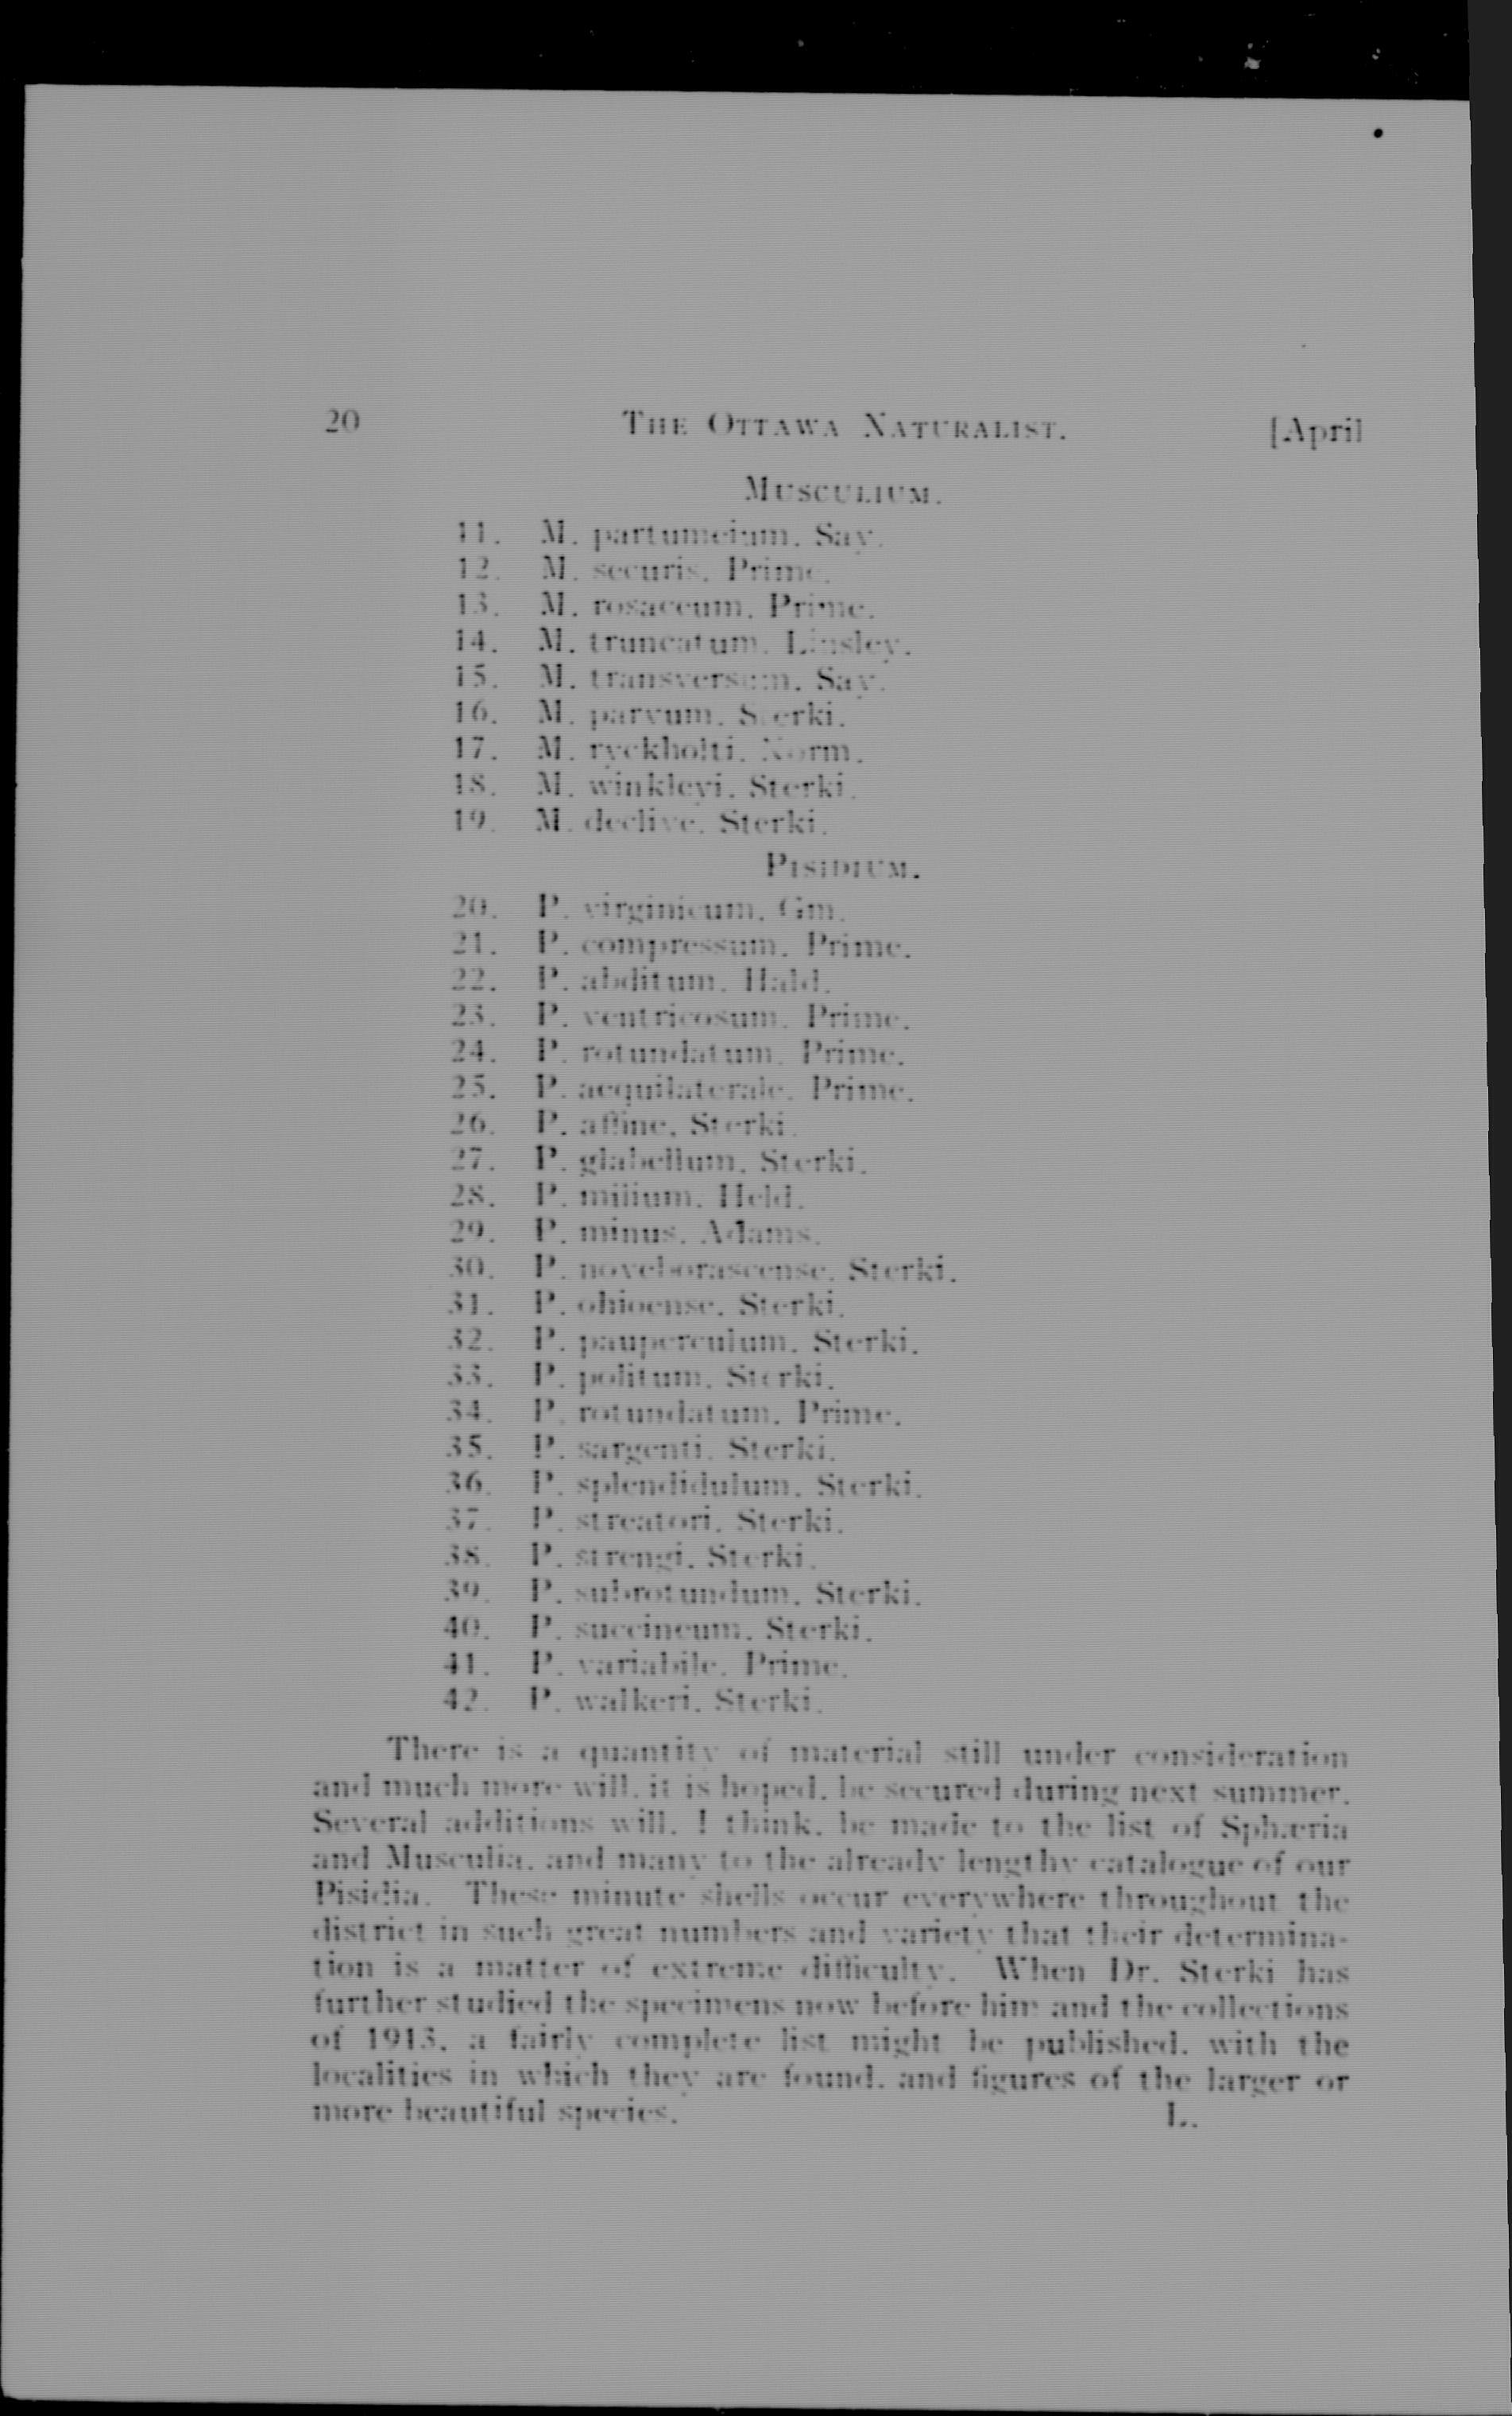 20 THE OTTAWA NATURALIST. [April
MUSCULIUM.
11. M. partumeium, Say.
12. M. securis, Prime.
13. M. rosaceum, Prime.
14. M. truncatum, Linsley.
15. M. transversum, Say.
16. M. parvum, Sterki.
17. M. ryckholti, Norm.
18. M. winkleyi, Sterki.
19. M. declive, Sterki.
PISIDIUM.
20. P. virginicum, Gm.
21. P. compressum, Prime.
22. P. abditum, Hald.
23. P. ventricosum, Prime.
24. P. rotundatum, Prime.
25. P. aequilaterale, Prime.
26. P. affine, Sterki.
27. P. glabellum, Sterki.
28. P. milium, Held.
29. P. minus, Adams.
30. P. noveborascense, Sterki.
31. P. ohioense, Sterki.
32. P. pauperculum, Sterki.
33. P. politum, Sterki.
34. P. rotundatum, Prime.
35. P. sargenti, Sterki.
36. P. splendidulum, Sterki.
37. P. streatori, Sterki.
38. P. strengi, Sterki.
39. P. subrotundum, Sterki.
40. P. succineum, Sterki.
41. P. variabile, Prime.
42. P. walkeri, Sterki.
There is a quantity of material still under consideration
and much more will, it is hoped, be secured during next summer.
Several additions will, I think, be made to the list of Sphæria
and Musculia, and many to the already lengthy catalogue of our
Pisidia. These minute shells occur everywhere throughout the
district in such great numbers and variety that their determina-
tion is a matter of extreme difficulty. When Dr. Sterki has
further studied the specimens now before him and the collections
of 1913, a fairly complete list might be published, with the
localities in which they are found, and figures of the larger or
more beautiful species. L.